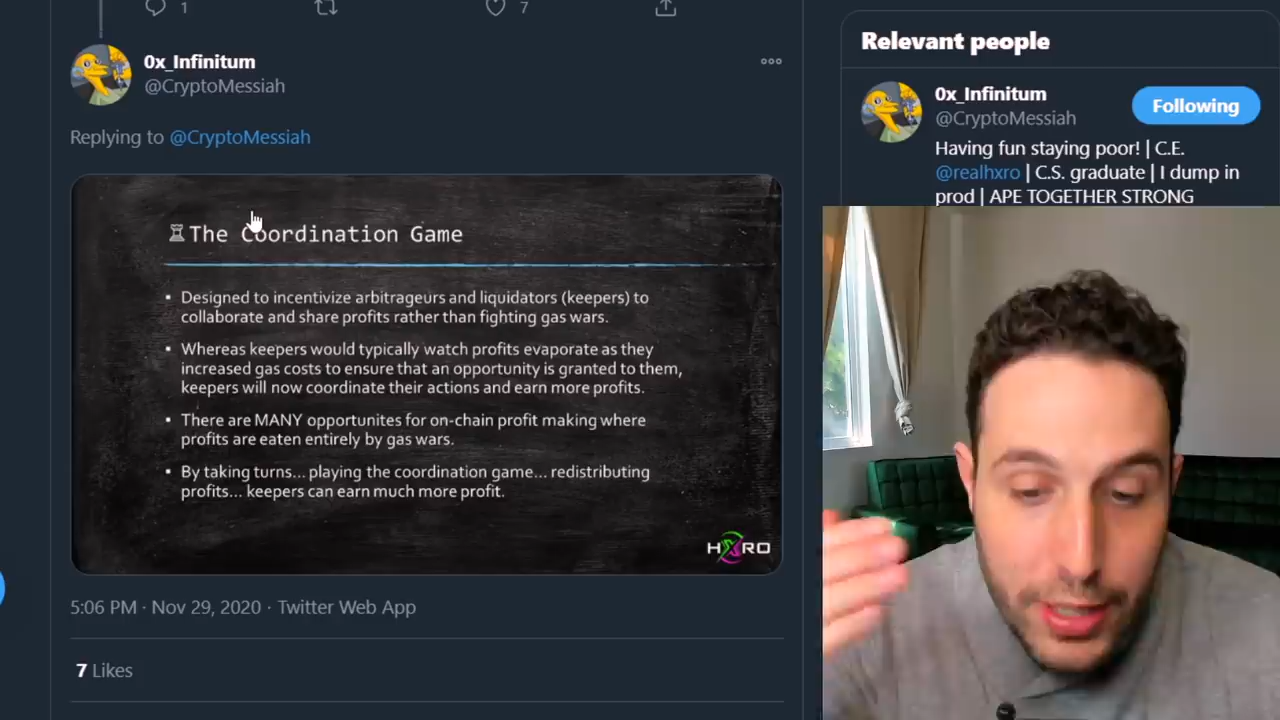 1
7
0x_Infinitum
@CryptoMessiah
Replying to @CryptoMessiah
The Coordination Game
• Designed to incentivize arbitrageurs and liquidators (keepers) to
collaborate and share profits rather than fighting gas wars.
• Whereas keepers would typically watch profits evaporate as they
increased gas costs to ensure that an opportunity is granted to them,
keepers will now coordinate their actions and earn more profits.
• There are MANY opportunites for on-chain profit making where
profits are eaten entirely by gas wars.
• By taking turns... playing the coordination game... redistributing
profits... keepers can earn much more profit.
HXRO
5:06 PM · Nov 29, 2020 · Twitter Web App
7 Likes
Relevant people
0x_Infinitum
@CryptoMessiah
Following
Having fun staying poor! | C.E.
@realhxro | C.S. graduate | I dump in
prod | APE TOGETHER STRONG